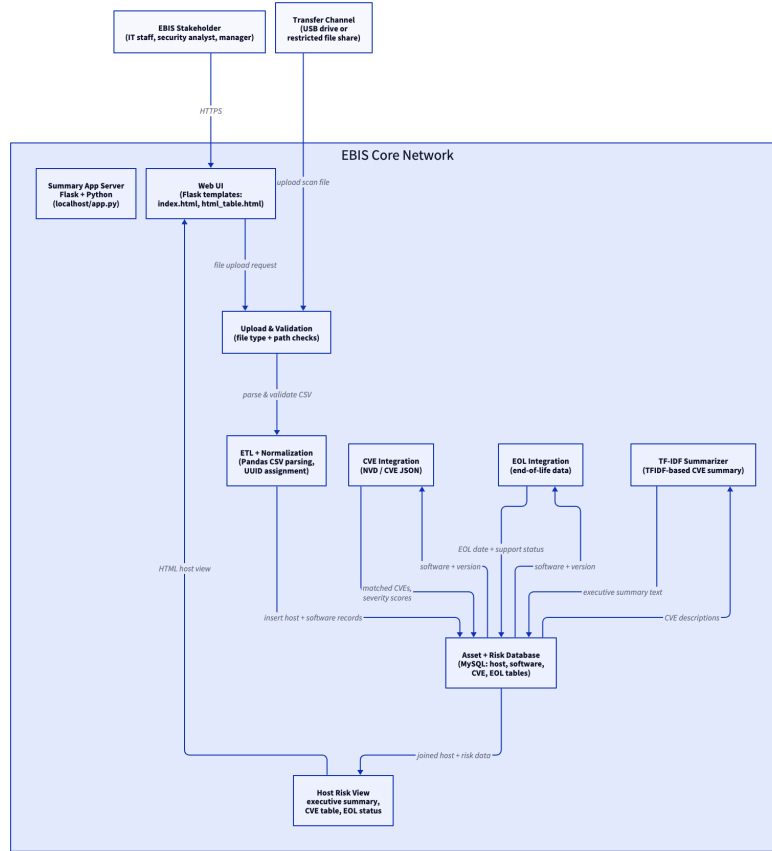 EBIS Stakeholder
(IT staff, security analyst, manager)
Transfer Channel
(USB drive or
restricted file share)
HTTPS
EBIS Core Network
Summary App Server
Flask + Python
(localhost/app.py)
Web UI
(Flask templates:
index.html, html_table.html)
upload scan file
file upload request
Upload & Validation
(file type + path checks)
parse & validate CSV
ETL + Normalization
(Pandas CSV parsing,
UUID assignment)
CVE Integration
(NVD / CVE JSON)
EOL Integration
(end-of-life data)
TF-IDF Summarizer
(TFIDF-based CVE summary)
EOL date + support status
HTML host view
software + version
software + version
matched CVEs,
severity scores
executive summary text
insert host + software records
CVE descriptions
Asset + Risk Database
(MySQL: host, software,
CVE, EOL tables)
joined host + risk data
Host Risk View
executive summary,
CVE table, EOL status